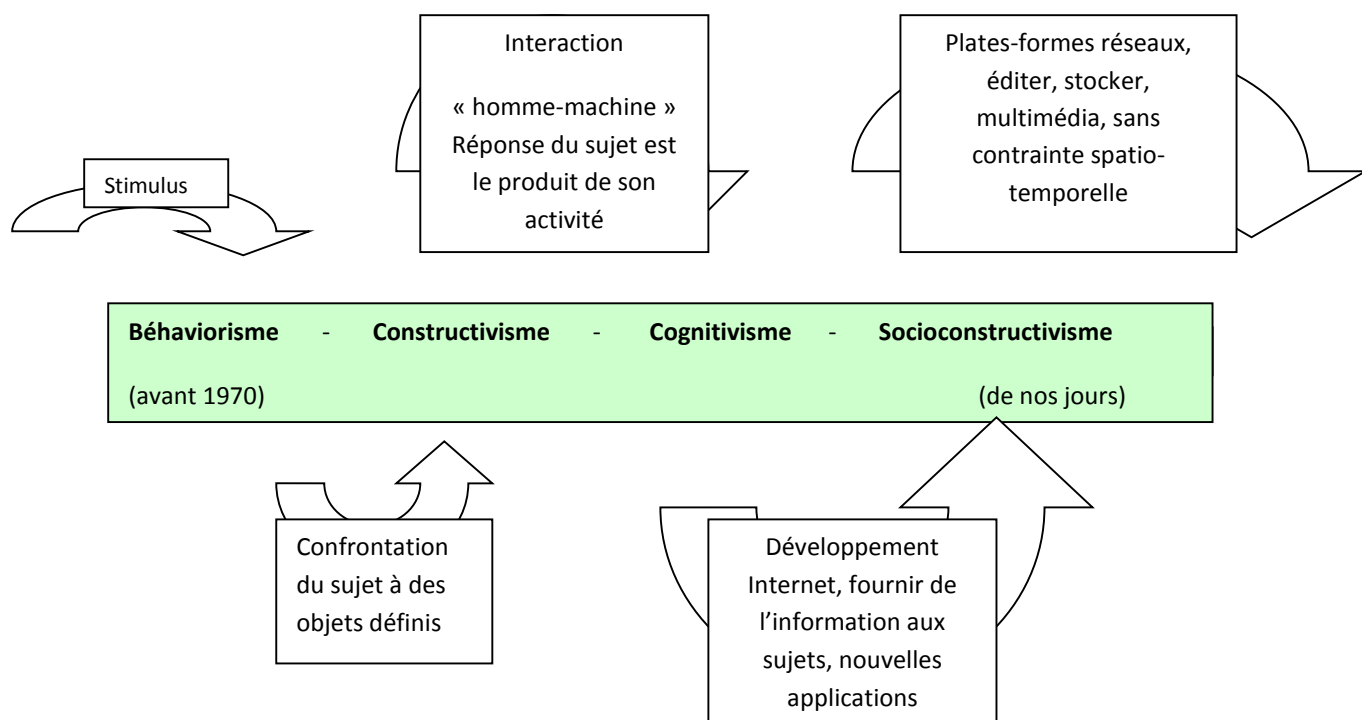 Interaction
« homme-machine »
Réponse du sujet est
le produit de son
activité
Plates-formes réseaux,
éditer, stocker,
multimédia, sans
contrainte spatio-
temporelle
Stimulus
Béhaviorisme - Constructivisme - Cognitivisme - Socioconstructivisme
(avant 1970) (de nos jours)
Confrontation
du sujet à des
objets définis
Développement
Internet, fournir de
l’information aux
sujets, nouvelles
applications